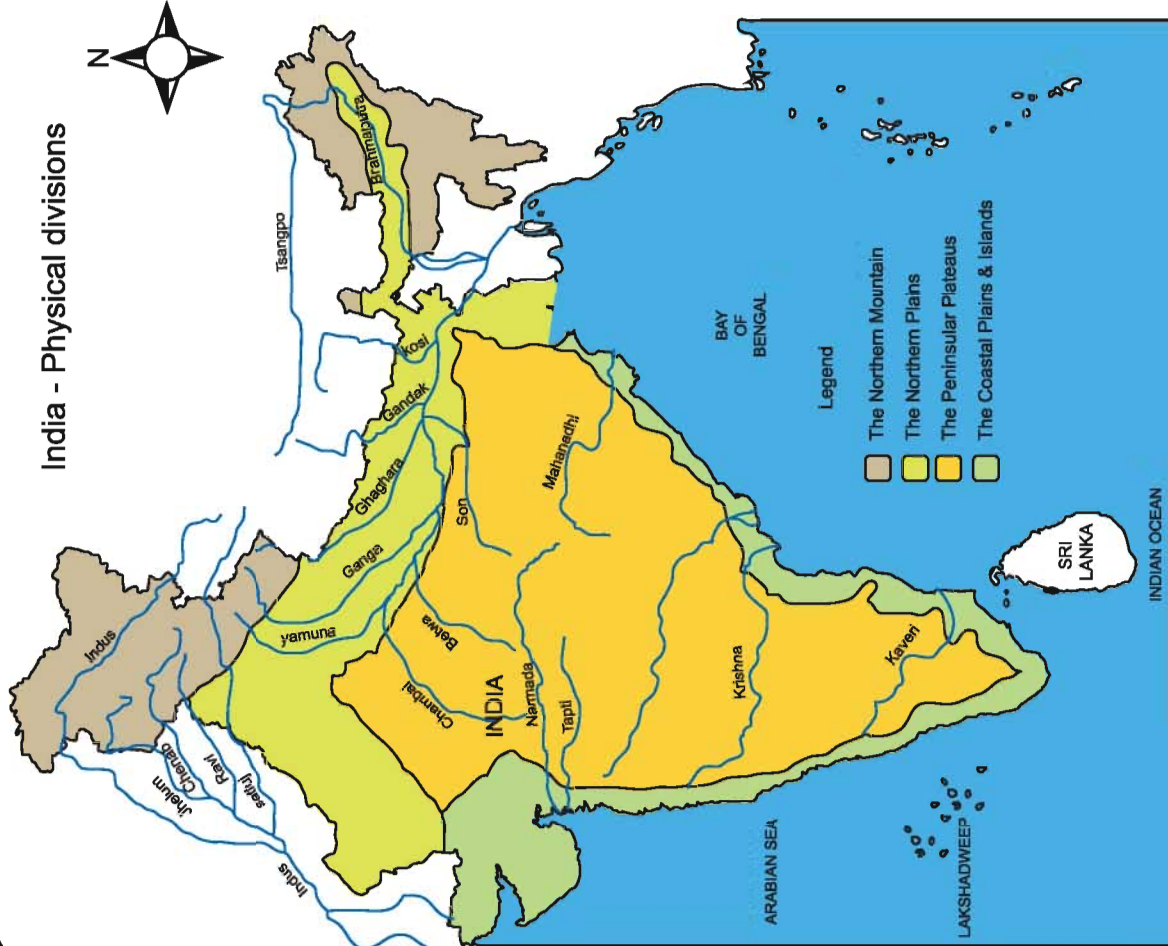 India - Physical divisions
N
Tsangpo
Brahmaputra
kosi
Gandak
Ghaghara
Ganga
yamuna
Indus
Jhelum
Chenab
Ravi
satluj
Indus
Son
Betwa
Chambal
INDIA
Narmada
Tapti
Mahanadhi
Krishna
Kaveri
BAY
OF
BENGAL
Legend
The Northern Mountain
The Northern Plans
The Peninsular Plateaus
The Coastal Plains & Islands
ARABIAN SEA
LAKSHADWEEP
SRI
LANKA
INDIAN OCEAN